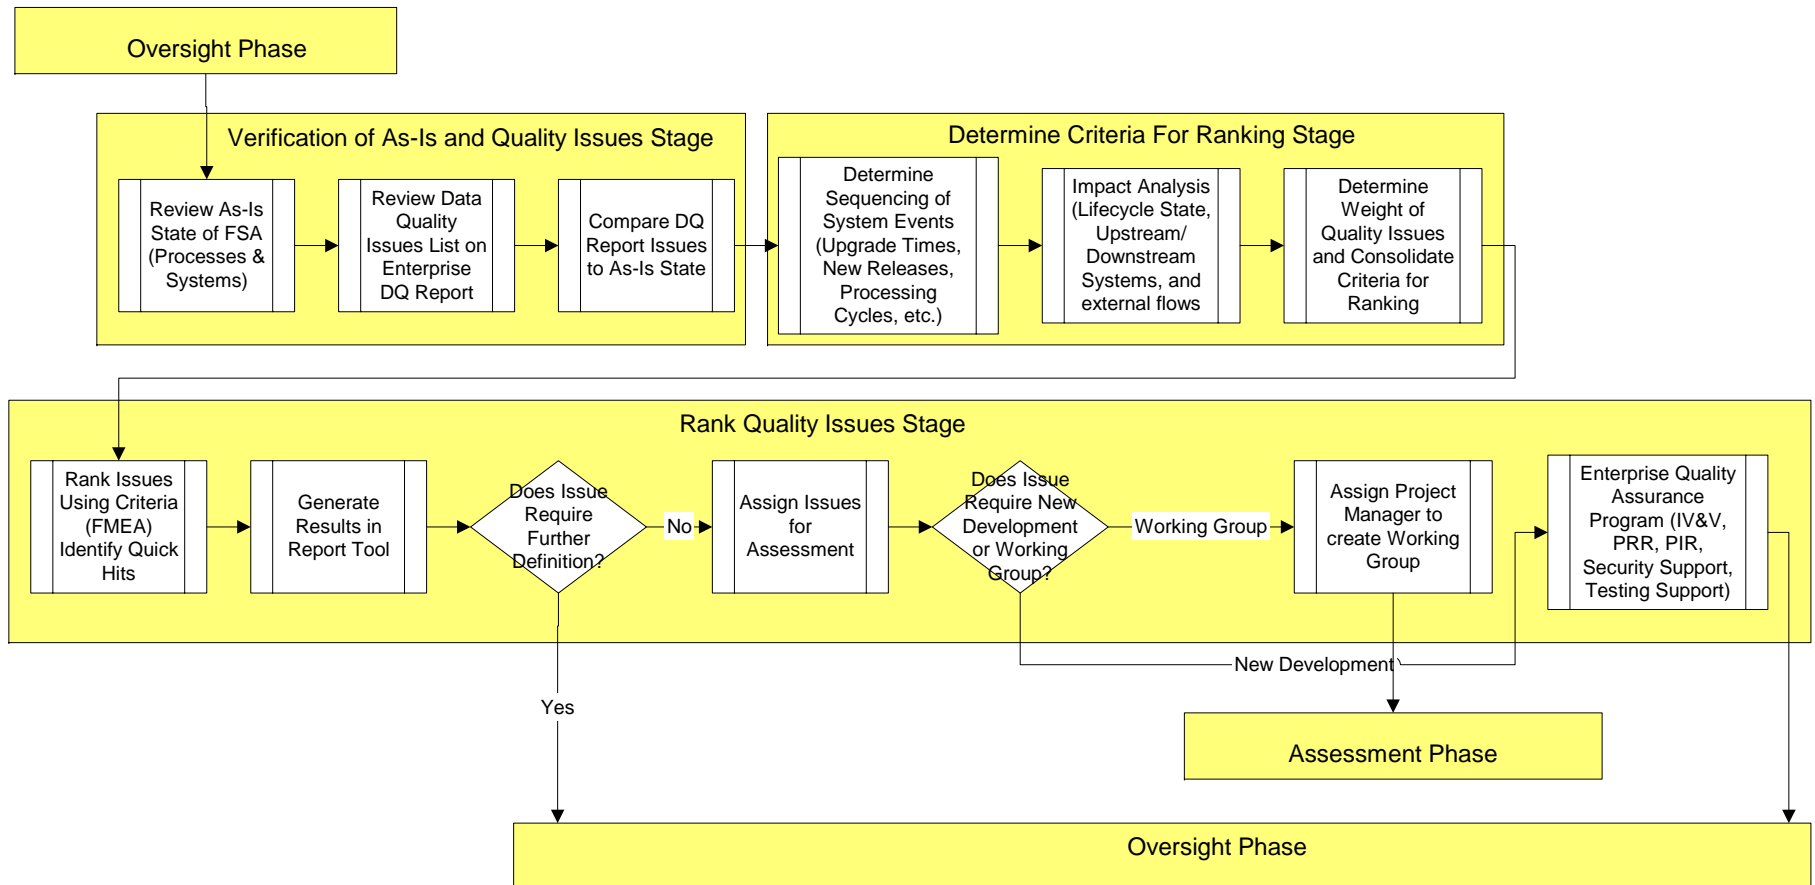 Oversight Phase
Verification of As-Is and Quality Issues Stage
Review As-Is
State of FSA
(Processes &
Systems)
Review Data
Quality
Issues List on
Enterprise
DQ Report
Compare DQ
Report Issues
to As-Is State
Determine Criteria For Ranking Stage
Determine
Sequencing of
System Events
(Upgrade Times,
New Releases,
Processing
Cycles, etc.)
Impact Analysis
(Lifecycle State,
Upstream/
Downstream
Systems, and
external flows
Determine
Weight of
Quality Issues
and Consolidate
Criteria for
Ranking
Rank Quality Issues Stage
Rank Issues
Using Criteria
(FMEA)
Identify Quick
Hits
Generate
Results in
Report Tool
Does Issue
Require
Further
Definition?
No
Assign Issues
for
Assessment
Does Issue
Require New
Development
or Working
Group?
Working Group
Assign Project
Manager to
create Working
Group
Enterprise Quality
Assurance
Program (IV&V,
PRR, PIR,
Security Support,
Testing Support)
New Development
Yes
Assessment Phase
Oversight Phase